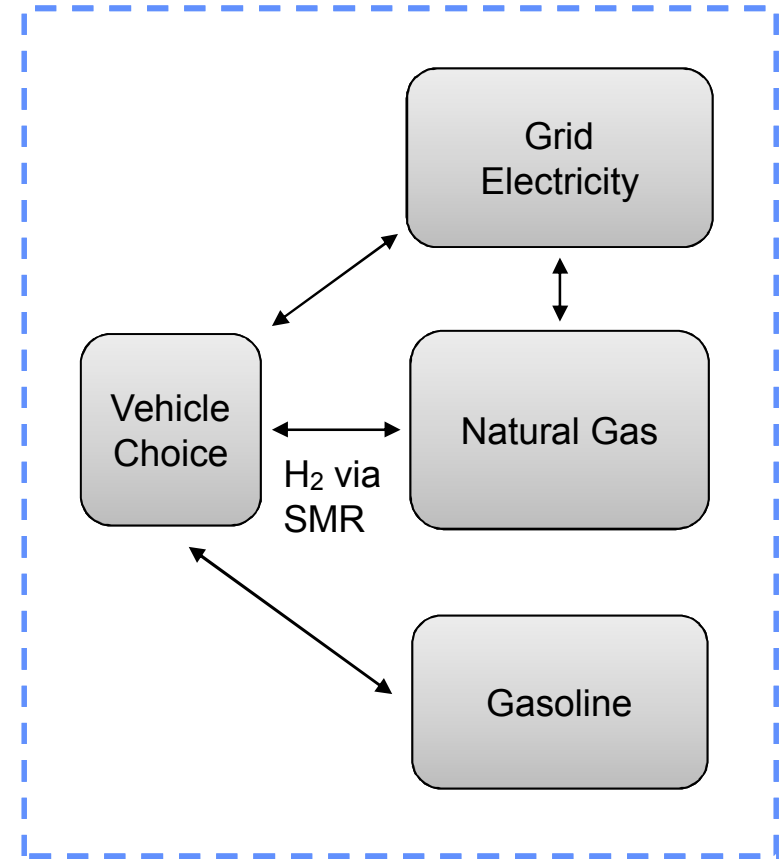 Grid
Electricity
Vehicle
Choice
Natural Gas
H₂ via
SMR
Gasoline